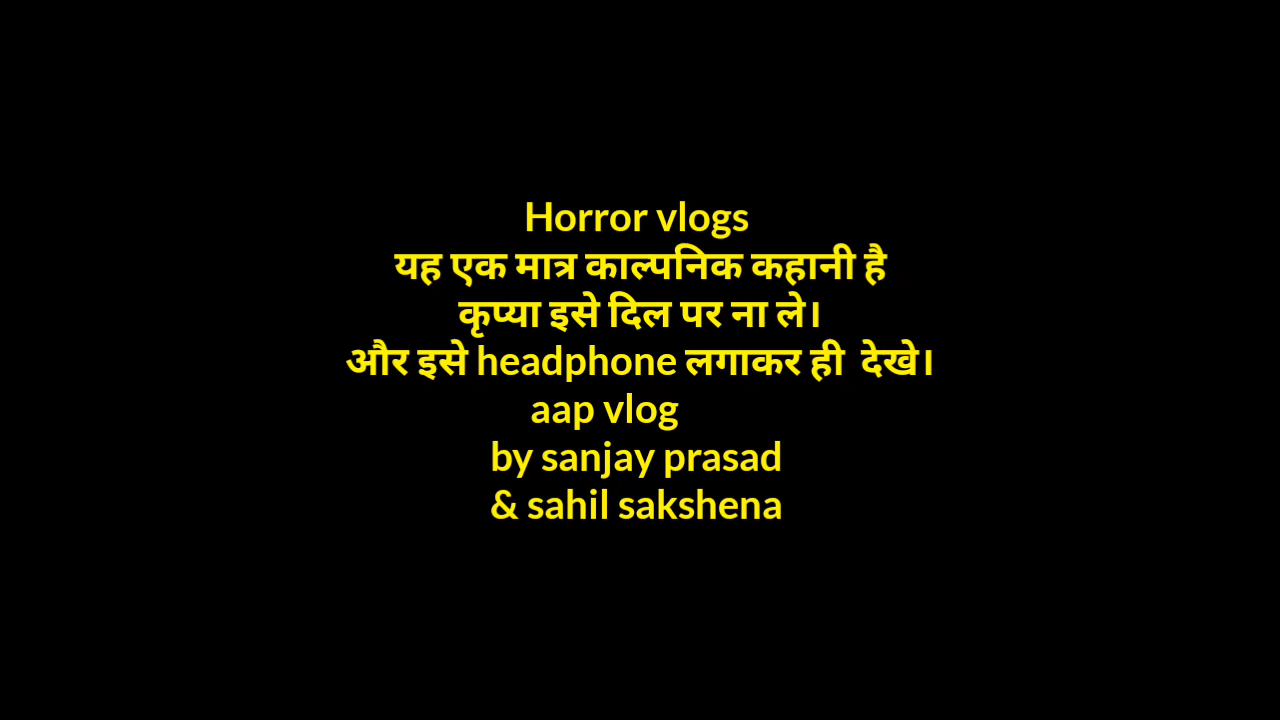 Horror vlogs
यह एक मात्र काल्पनिक कहानी है
कृप्या इसे दिल पर ना ले।
और इसे headphone लगाकर ही  देखे।
aap vlog
by sanjay prasad
& sahil sakshena